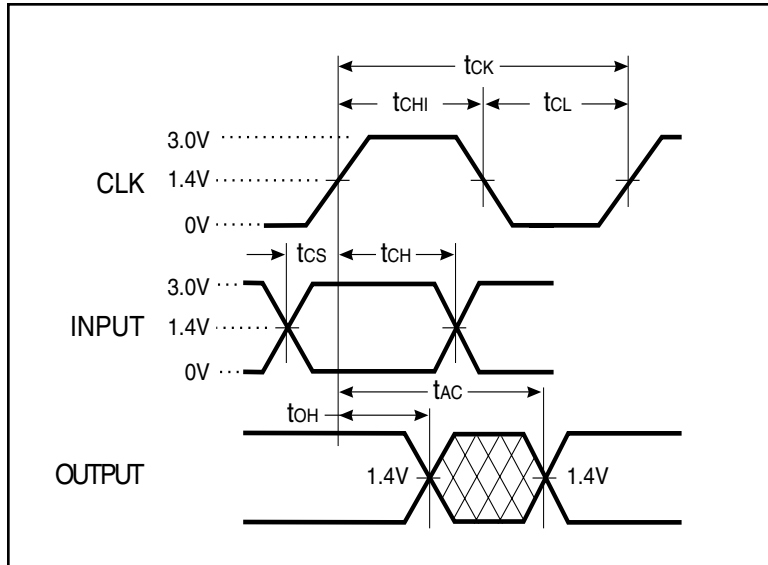 tCK
tCHI tCL
3.0V
CLK 1.4V
0V
tCS tCH
3.0V
INPUT 1.4V
0V
tAC
tOH
OUTPUT 1.4V 1.4V